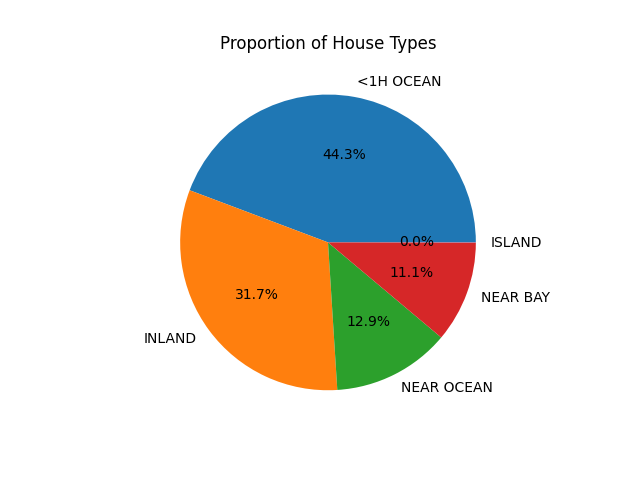 Proportion of House Types
<1H OCEAN
44.3%
ISLAND
0.0%
11.1%
NEAR BAY
31.7%
12.9%
INLAND
NEAR OCEAN